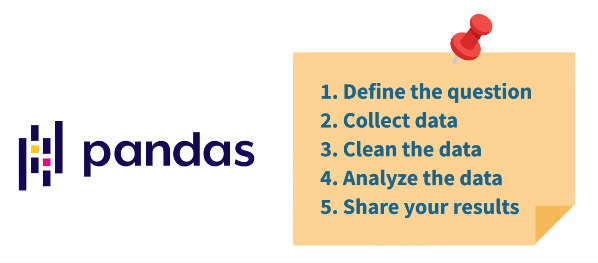 pandas
1. Define the question
2. Collect data
3. Clean the data
4. Analyze the data
5. Share your results